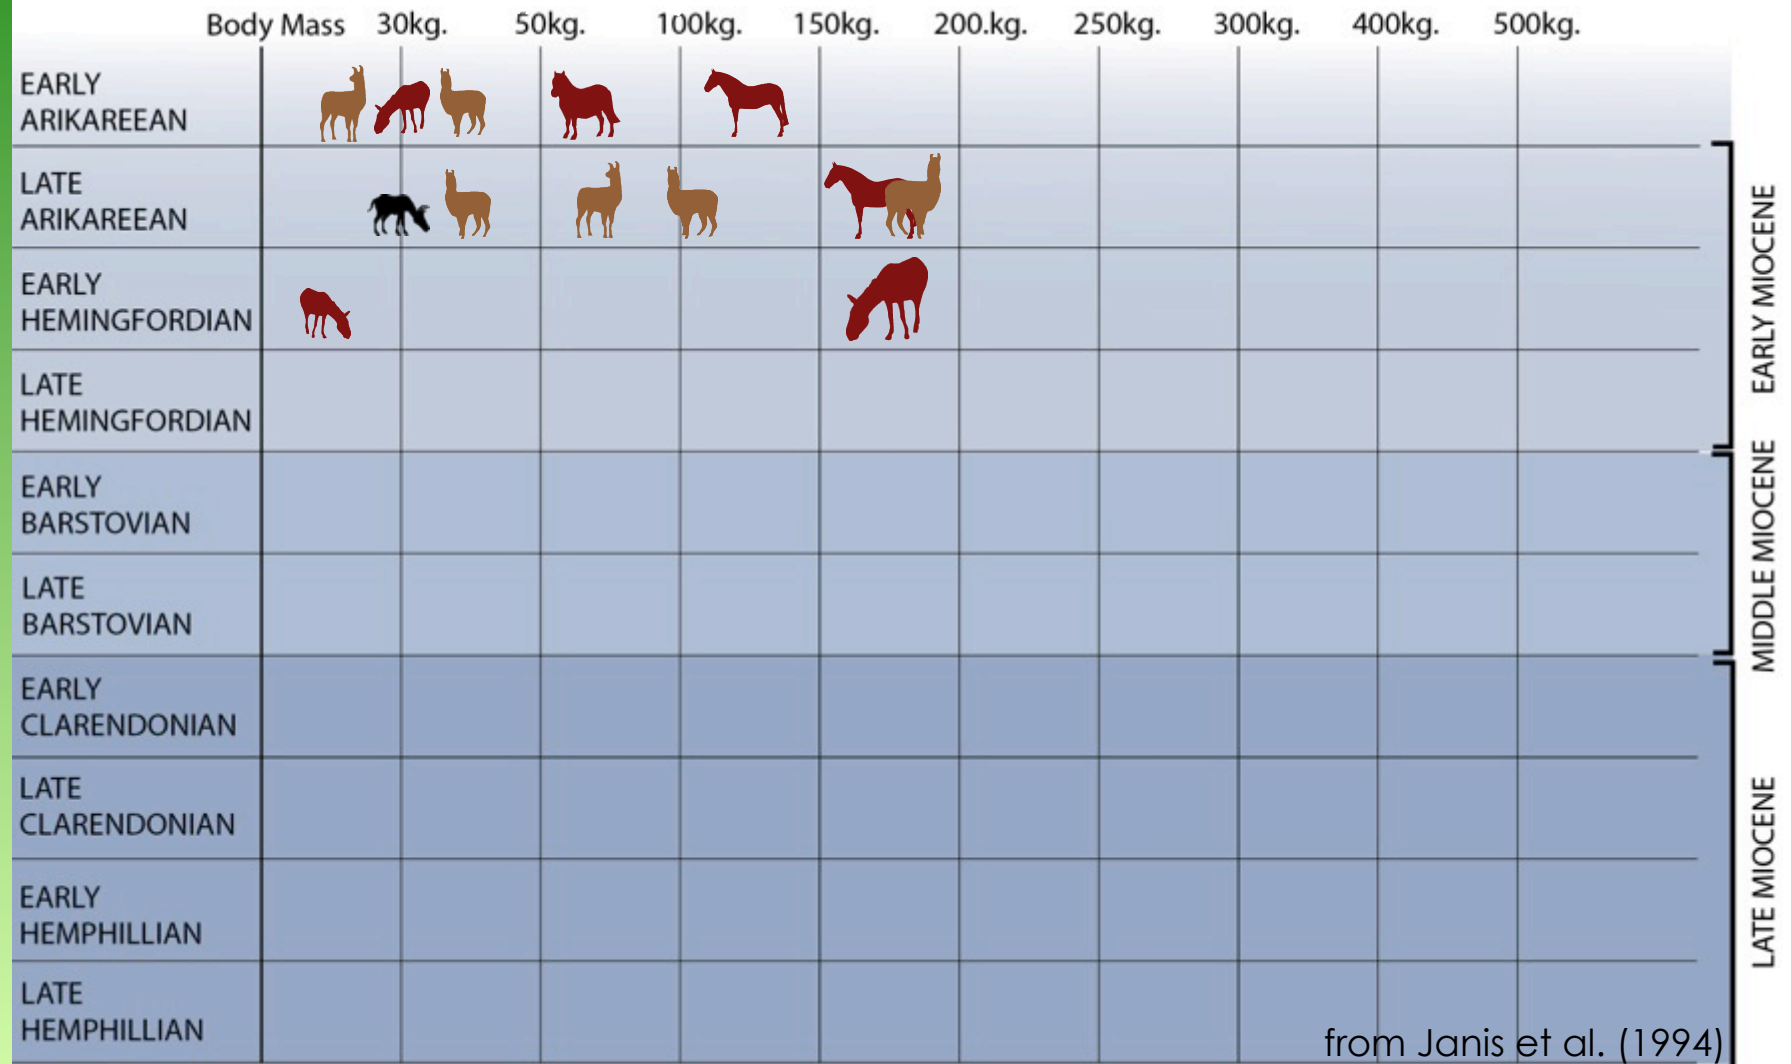 Body Mass 30kg. 50kg. 100kg. 150kg. 200.kg. 250kg. 300kg. 400kg. 500kg.
EARLY
ARIKAREEAN
LATE
ARIKAREEAN
EARLY
HEMINGFORDIAN
LATE
HEMINGFORDIAN
EARLY
BARSTOVIAN
LATE
BARSTOVIAN
EARLY
CLARENDONIAN
LATE
CLARENDONIAN
EARLY
HEMPHILLIAN
LATE
HEMPHILLIAN
EARLY MIOCENE
MIDDLE MIOCENE
LATE MIOCENE
from Janis et al. (1994)